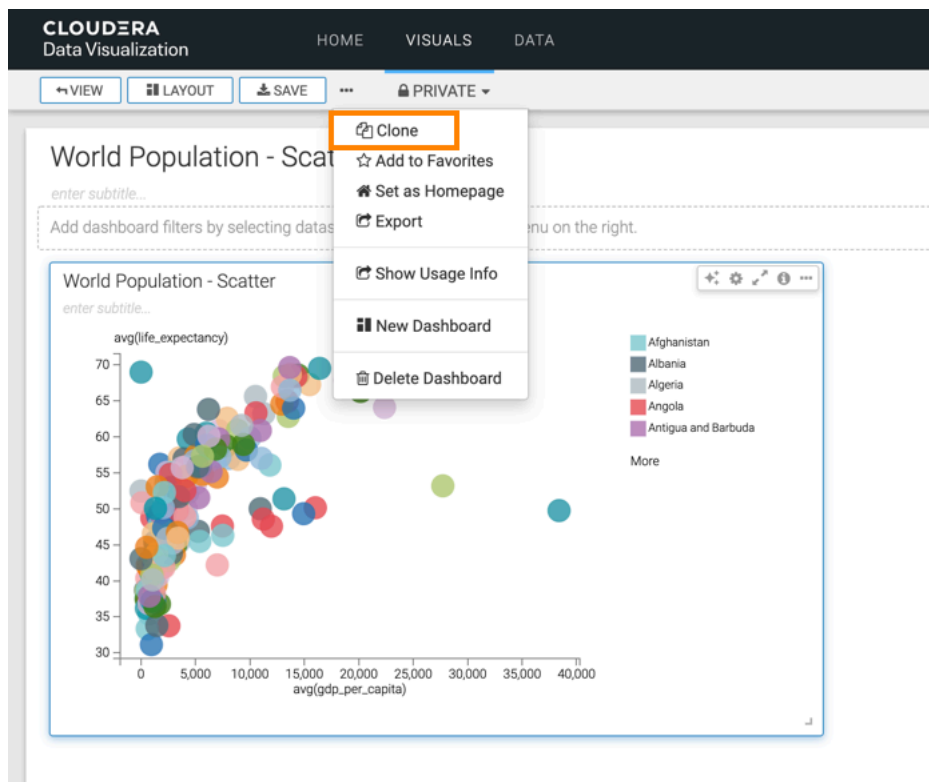 CLOUDERA
Data Visualization
HOME VISUALS DATA
VIEW LAYOUT SAVE ... PRIVATE
Clone
Add to Favorites
Set as Homepage
Export
Show Usage Info
New Dashboard
Delete Dashboard
World Population - Scat
enter subtitle...
Add dashboard filters by selecting datas
nu on the right.
World Population - Scatter
enter subtitle...
avg(life_expectancy)
70
65
60
55
50
45
40
35
30
0 5,000 10,000 15,000 20,000 25,000 30,000 35,000 40,000
avg(gdp_per_capita)
Afghanistan
Albania
Algeria
Angola
Antigua and Barbuda
More